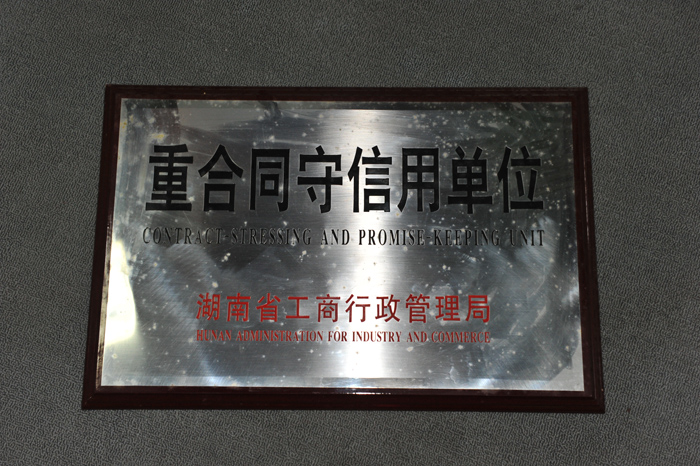 重合同守信用单位
CONTRACT-STRESSING AND PROMISE-KEEPING UNIT
湖南省工商行政管理局
HUNAN ADMINISTRATION FOR INDUSTRY AND COMMERCE